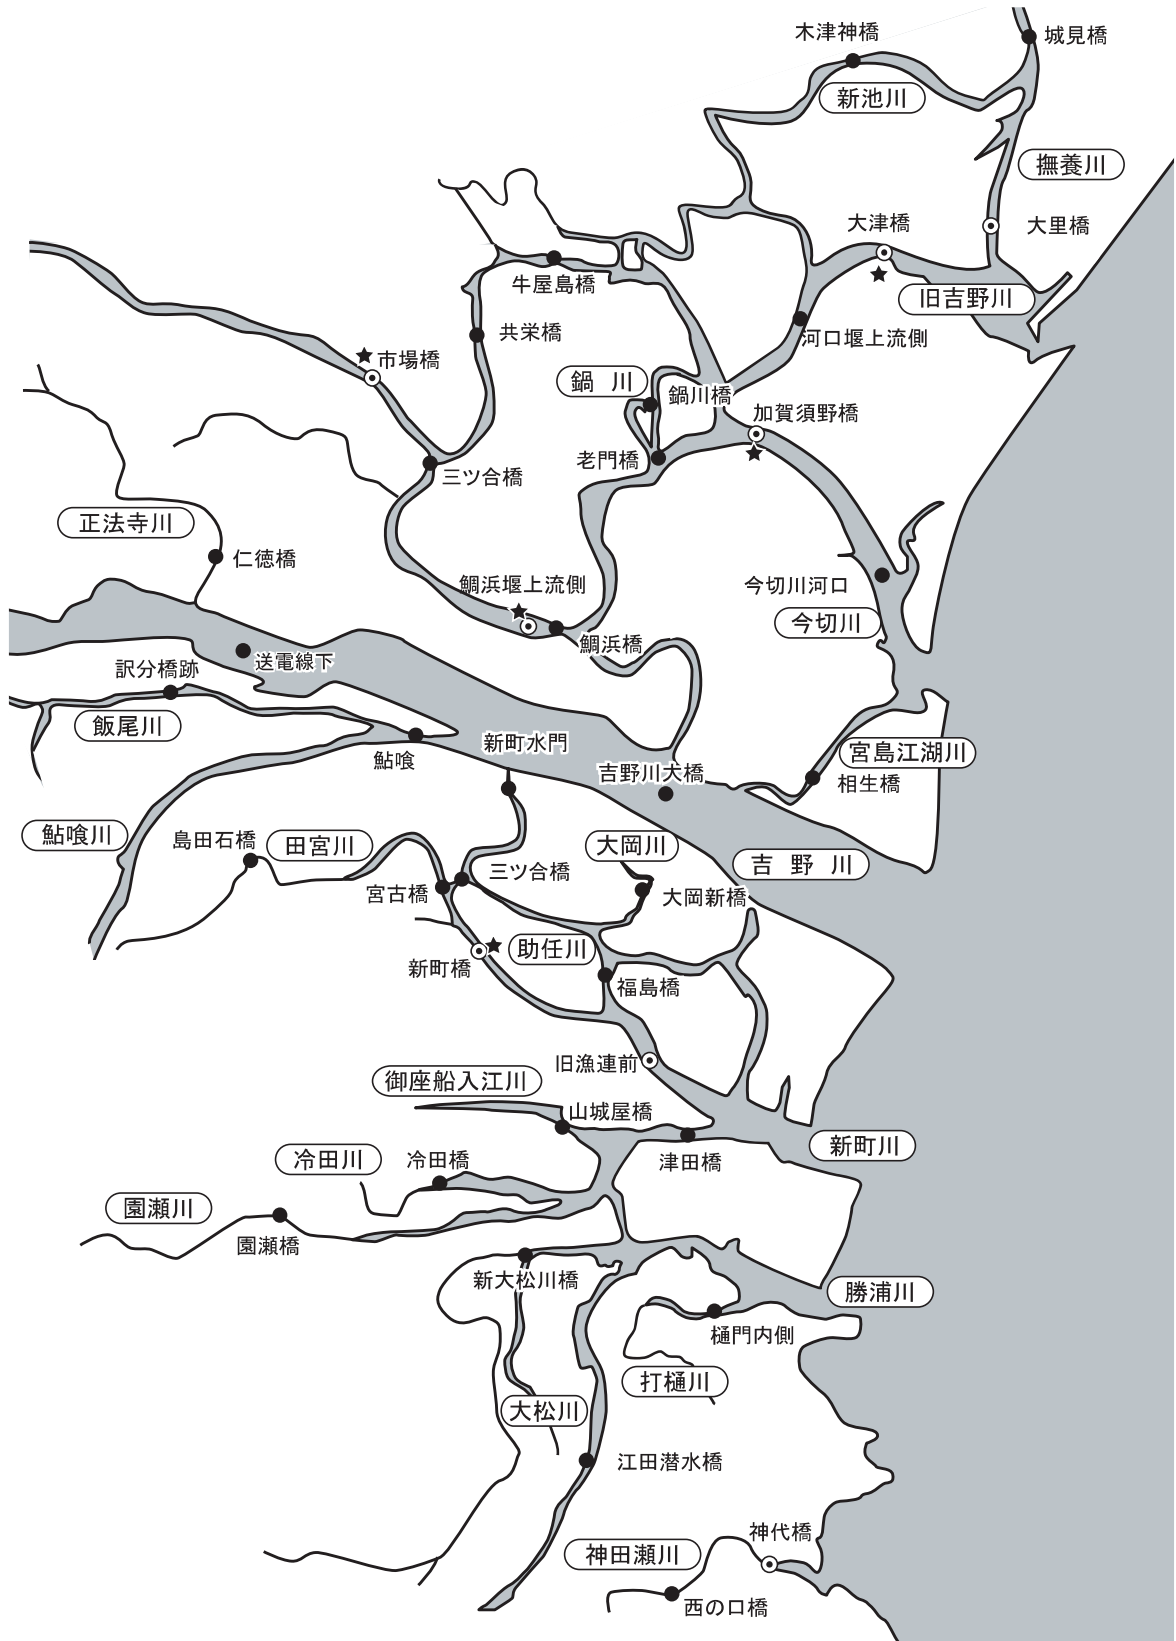 木津神橋
城見橋
新池川
撫養川
大津橋
大里橋
牛屋島橋
旧吉野川
共栄橋
河口堰上流側
市場橋
鍋 川
鍋川橋
加賀須野橋
老門橋
三ツ合橋
正法寺川
仁徳橋
鯛浜堰上流側
今切川河口
今切川
鯛浜橋
送電線下
訳分橋跡
飯尾川
新町水門
宮島江湖川
鮎喰
吉野川大橋
相生橋
鮎喰川
島田石橋
田宮川
大岡川
吉 野 川
三ツ合橋
宮古橋
大岡新橋
助任川
新町橋
福島橋
旧漁連前
御座船入江川
山城屋橋
新町川
冷田川
冷田橋
津田橋
園瀬川
園瀬橋
新大松川橋
勝浦川
樋門内側
打樋川
大松川
江田潜水橋
神代橋
神田瀬川
西の口橋